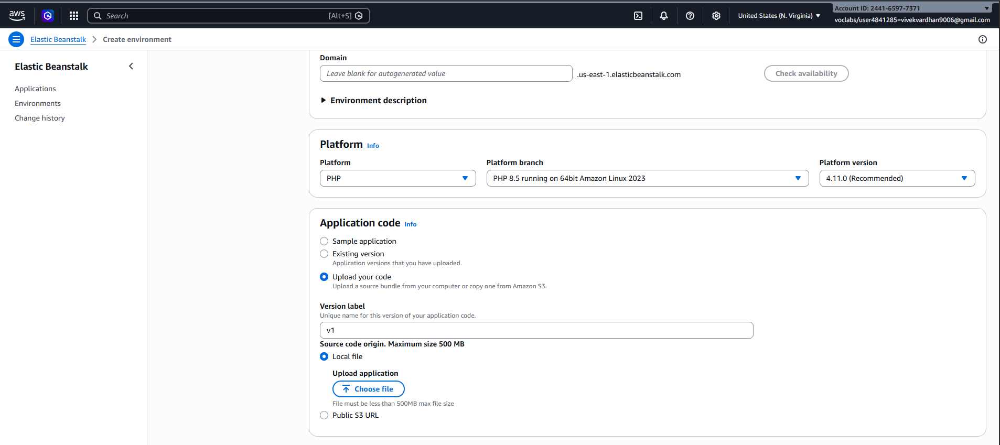 aws
Search [Alt+S]
United States (N. Virginia)
Account ID: 2441-6597-7371
voclabs/user4841285=vivekvardhan9006@gmail.com
Elastic Beanstalk
Create environment
Elastic Beanstalk
Applications
Environments
Change history
Domain
Leave blank for autogenerated value
.us-east-1.elasticbeanstalk.com
Check availability
Environment description
Platform Info
Platform
Platform branch
Platform version
PHP
PHP 8.5 running on 64bit Amazon Linux 2023
4.11.0 (Recommended)
Application code Info
Sample application
Existing version
Application versions that you have uploaded.
Upload your code
Upload a source bundle from your computer or copy one from Amazon S3.
Version label
Unique name for this version of your application code.
v1
Source code origin. Maximum size 500 MB
Local file
Upload application
Choose file
File must be less than 500MB max file size
Public S3 URL